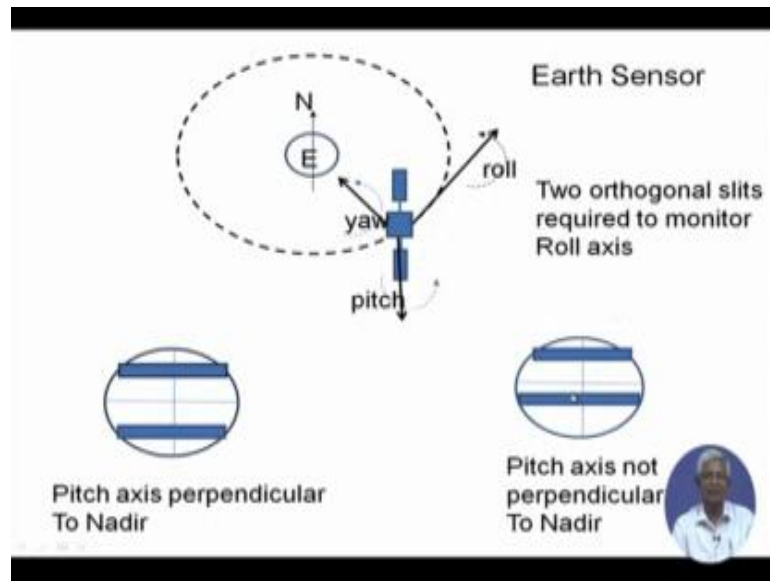 Earth Sensor
N
E
roll
yaw
pitch
Two orthogonal slits
required to monitor
Roll axis
Pitch axis perpendicular
To Nadir
Pitch axis not
perpendicular
To Nadir